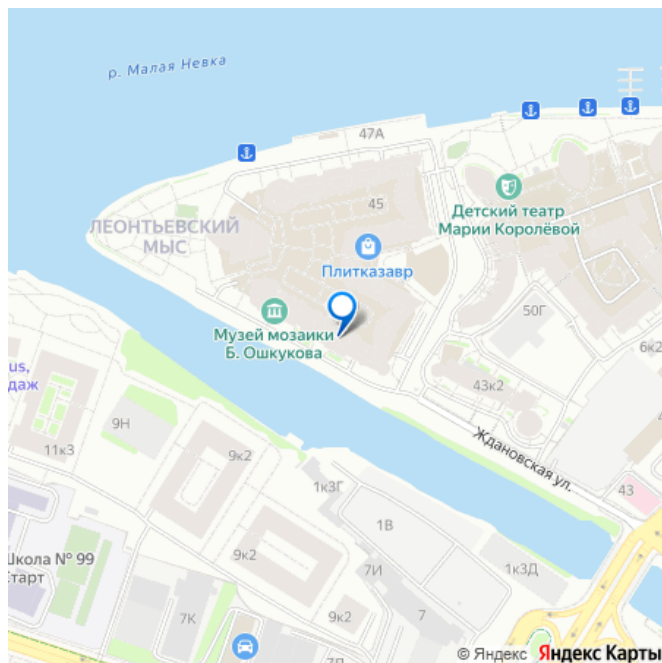 р. Малая Невка
47А
45
ЛЕОНТЬЕВСКИЙ
МЫС
Детский театр
Марии Королёвой
Плитказавр
50Г
Музей мозаики
Б. Ошкукова
6к2
us,
даж
43к2
9Н
Ждановская ул.
11к3
9к2
1к3Г
43
1В
Школа № 99
Старт
9к2
7И
1к3Д
7К
9к2
7
© Яндекс Яндекс Карты